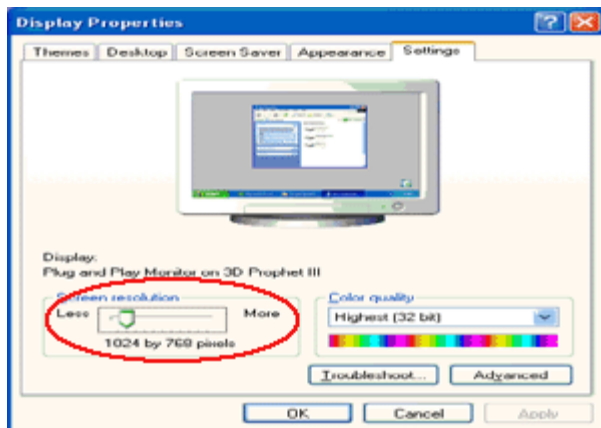 Display Properties
Themes Desktop Screen Saver Appearance Settings
Display:
Plug and Play Monitor on 3D Prophet III
Screen resolution
Less More
1024 by 768 pixels
Color quality
Highest (32 bit)
Troubleshoot... Advanced
OK Cancel Apply